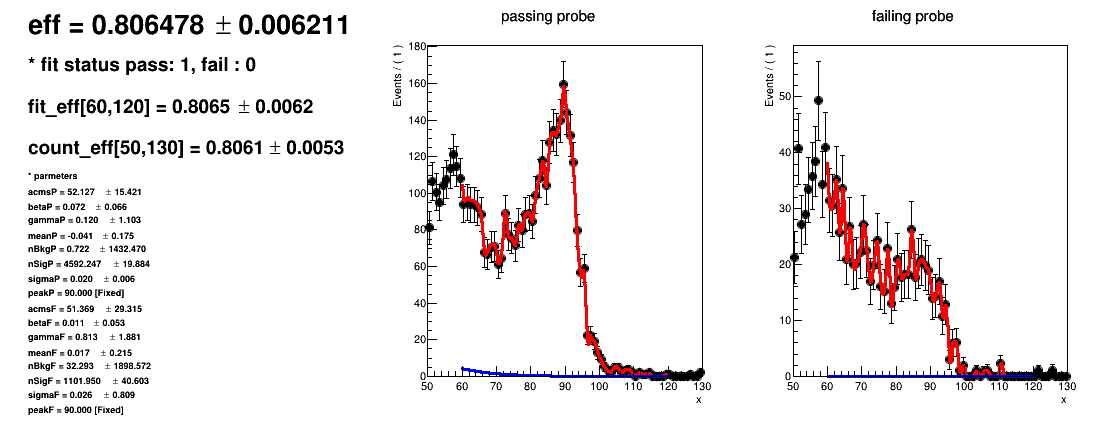 eff = 0.806478 ± 0.006211
* fit status pass: 1, fail : 0
fit_eff[60,120] = 0.8065 ± 0.0062
count_eff[50,130] = 0.8061 ± 0.0053
* parmeters
acmsP = 52.127 ± 15.421
betaP = 0.072 ± 0.066
gammaP = 0.120 ± 1.103
meanP = -0.041 ± 0.175
nBkgP = 0.722 ± 1432.470
nSigP = 4592.247 ± 19.884
sigmaP = 0.020 ± 0.006
peakP = 90.000 [Fixed]
acmsF = 51.369 ± 29.315
betaF = 0.011 ± 0.053
gammaF = 0.813 ± 1.881
meanF = 0.017 ± 0.215
nBkgF = 32.293 ± 1898.572
nSigF = 1101.950 ± 40.603
sigmaF = 0.026 ± 0.809
peakF = 90.000 [Fixed]
passing probe
Events / ( 1 )
180
160
140
120
100
80
60
40
20
0
50 60 70 80 90 100 110 120 130
x
failing probe
Events / ( 1 )
50
40
30
20
10
0
50 60 70 80 90 100 110 120 130
x